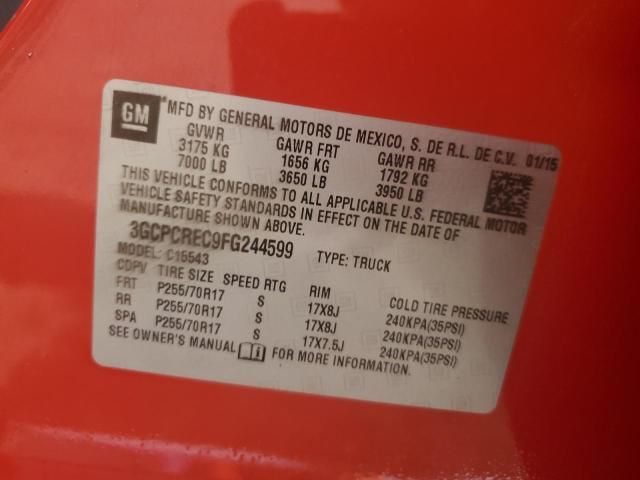 GM
*MFD BY GENERAL MOTORS DE MEXICO, S. DE R.L. DE C.V. 01/15
GVWR GAWR FRT GAWR RR
3175 KG 1656 KG 1792 KG
7000 LB 3650 LB 3950 LB
THIS VEHICLE CONFORMS TO ALL APPLICABLE U.S. FEDERAL MOTOR
VEHICLE SAFETY STANDARDS IN EFFECT ON THE DATE OF
MANUFACTURE SHOWN ABOVE.
3GCPCREC9FG244599 TYPE: TRUCK
MODEL: C15543
CDPV TIRE SIZE SPEED RTG RIM COLD TIRE PRESSURE
FRT P255/70R17 S 17X8J 240KPA(35PSI)
RR P255/70R17 S 17X8J 240KPA(35PSI)
SPA P255/70R17 S 17X7.5J 240KPA(35PSI)
SEE OWNER'S MANUAL FOR MORE INFORMATION.